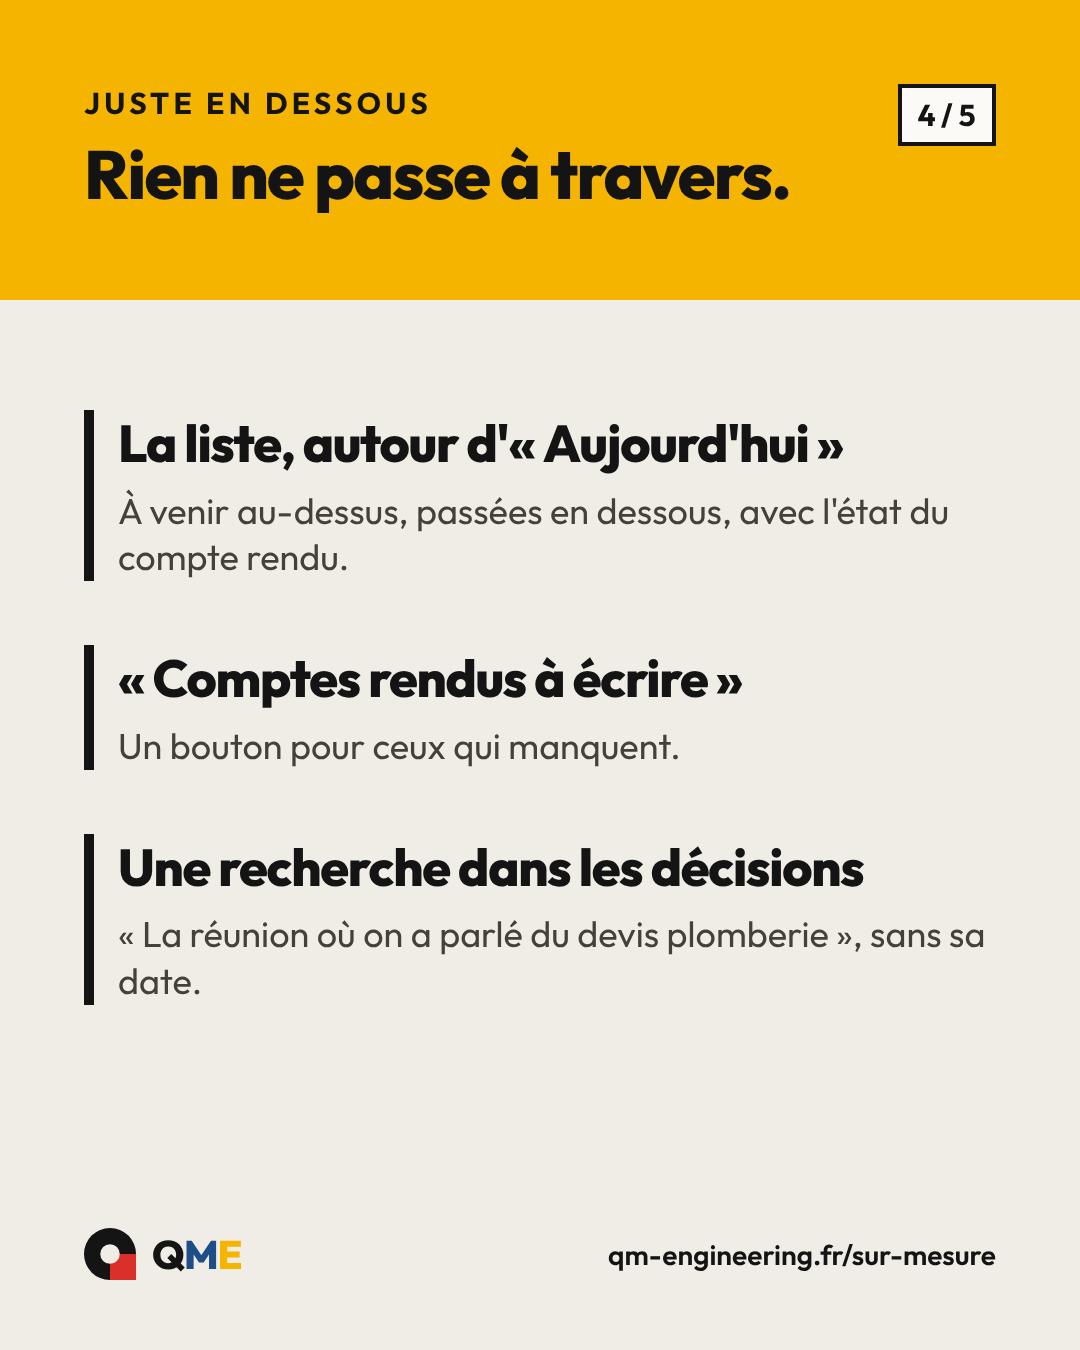 JUSTE EN DESSOUS
4/5
Rien ne passe à travers.
La liste, autour d'« Aujourd'hui »
À venir au-dessus, passées en dessous, avec l'état du
compte rendu.
« Comptes rendus à écrire »
Un bouton pour ceux qui manquent.
Une recherche dans les décisions
« La réunion où on a parlé du devis plomberie », sans sa
date.
QME
qm-engineering.fr/sur-mesure